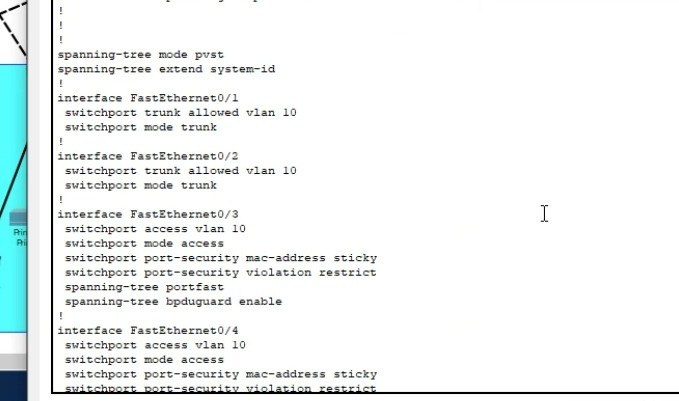 !
!
!
spanning-tree mode pvst
spanning-tree extend system-id
!
interface FastEthernet0/1
 switchport trunk allowed vlan 10
 switchport mode trunk
!
interface FastEthernet0/2
 switchport trunk allowed vlan 10
 switchport mode trunk
!
interface FastEthernet0/3
 switchport access vlan 10
 switchport mode access
 switchport port-security mac-address sticky
 switchport port-security violation restrict
 spanning-tree portfast
 spanning-tree bpduguard enable
!
interface FastEthernet0/4
 switchport access vlan 10
 switchport mode access
 switchport port-security mac-address sticky
 switchport port-security violation restrict
Prin
Pri